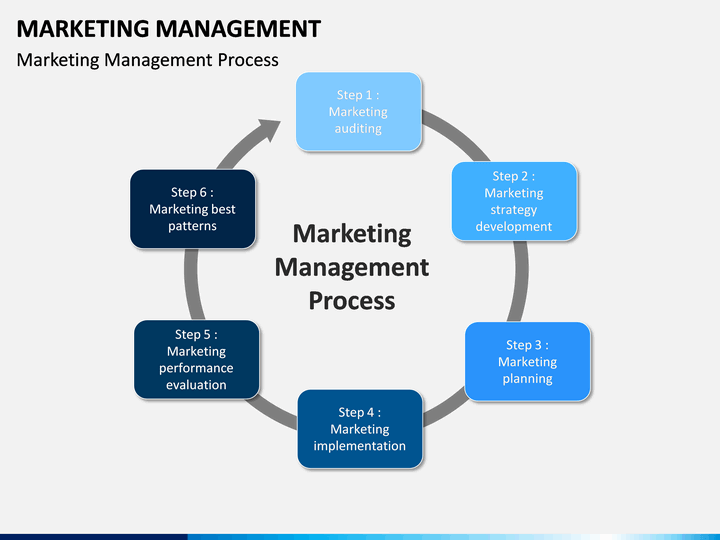 MARKETING MANAGEMENT
Marketing Management Process
Step 1 :
Marketing
auditing
Step 2 :
Marketing
strategy
development
Step 3 :
Marketing
planning
Step 4 :
Marketing
implementation
Step 5 :
Marketing
performance
evaluation
Step 6 :
Marketing best
patterns
Marketing
Management
Process